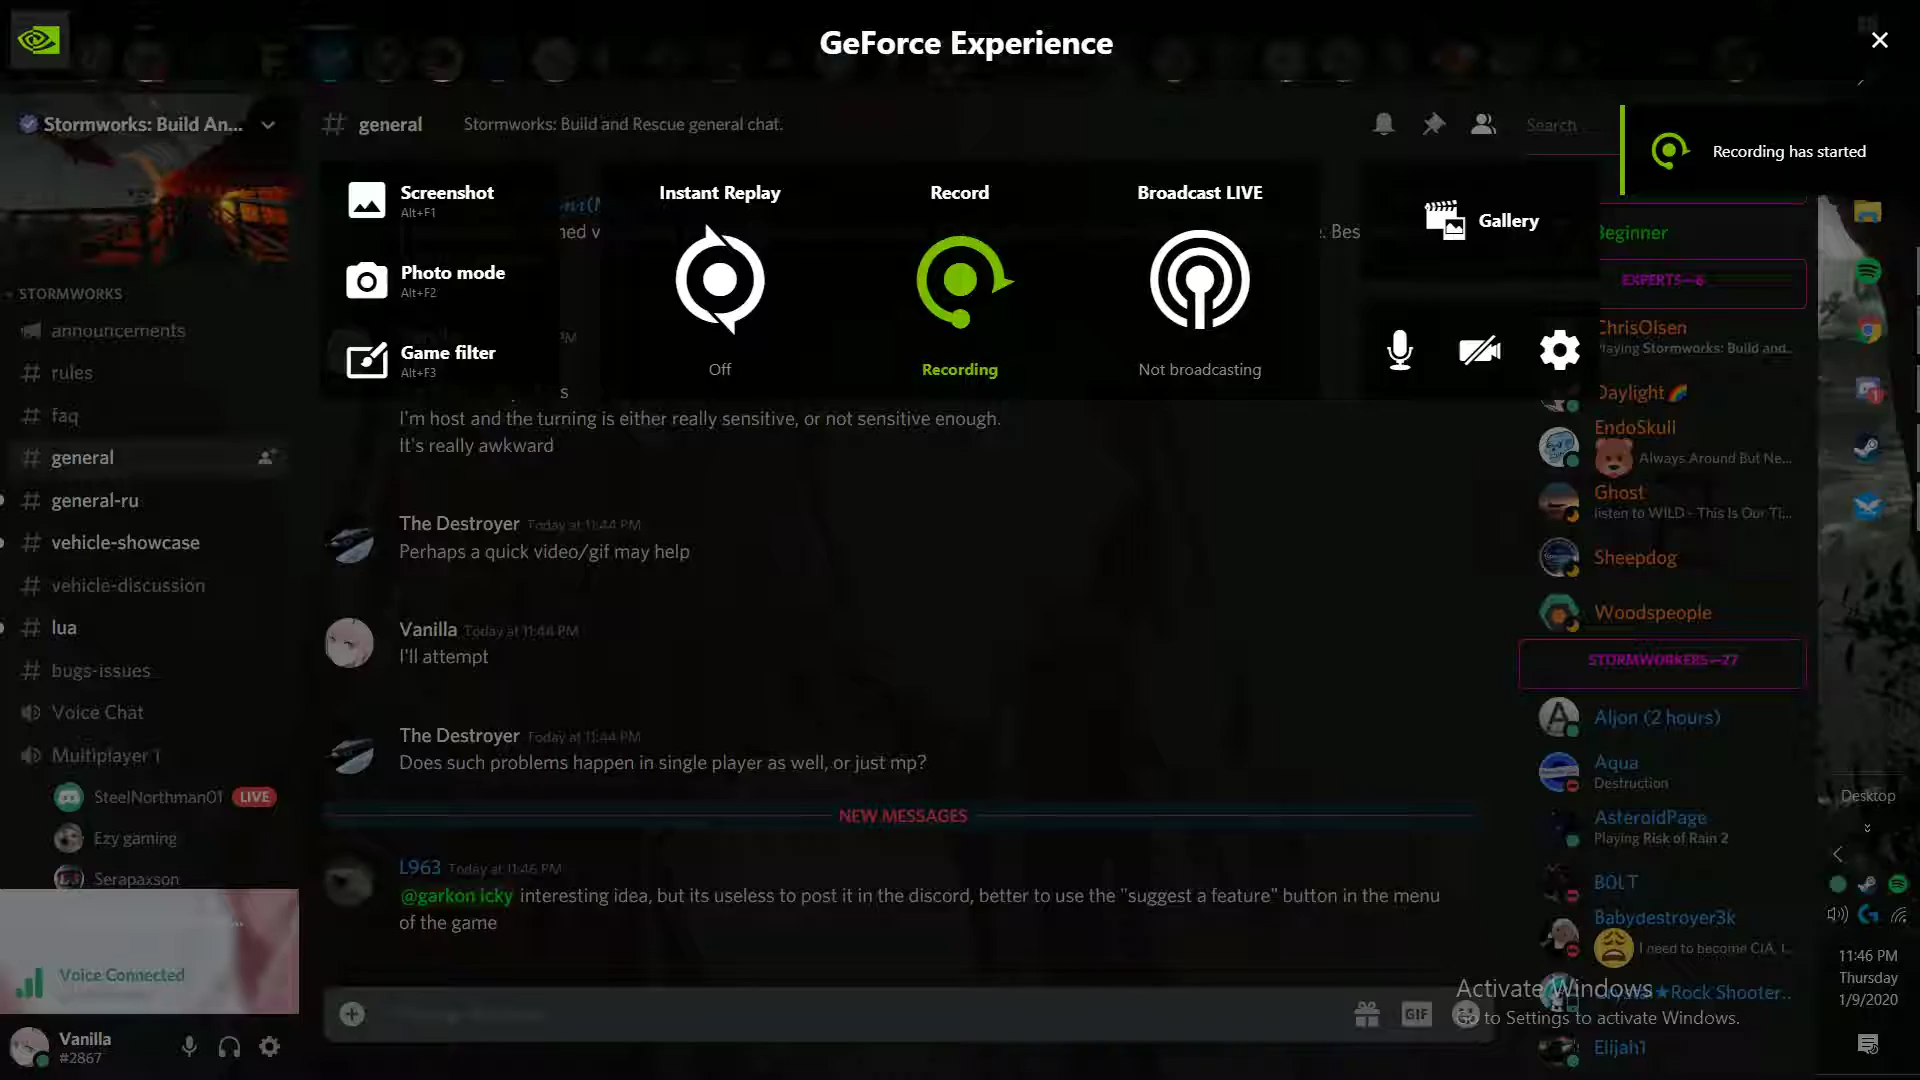 GeForce Experience
Stormworks: Build An...
general
Stormworks: Build and Rescue general chat.
Search
Recording has started
Screenshot
Alt+F1
Photo mode
Alt+F2
Game filter
Alt+F3
Instant Replay
Off
Record
Recording
Broadcast LIVE
Not broadcasting
Gallery
STORMWORKS
announcements
# rules
# faq
# general
# general-ru
# vehicle-showcase
# vehicle-discussion
# lua
# bugs-issues
Voice Chat
Multiplayer 1
SteelNorthman01 LIVE
Ezy gaming
Serapaxson
Voice Connected
Vanilla
#2867
I'm host and the turning is either really sensitive, or not sensitive enough.
It's really awkward
The Destroyer Today at 11:44 PM
Perhaps a quick video/gif may help
Vanilla Today at 11:44 PM
I'll attempt
The Destroyer Today at 11:44 PM
Does such problems happen in single player as well, or just mp?
NEW MESSAGES
L963 Today at 11:46 PM
@garkon icky interesting idea, but its useless to post it in the discord, better to use the "suggest a feature" button in the menu
of the game
GIF
Beginner
EXPERTS—6
ChrisOlsen
Playing Stormworks: Build and...
Daylight🌈
EndoSkull
Always Around But Ne...
Ghost
listen to WILD - This Is Our Ti...
Sheepdog
Woodspeople
STORMWORKERS—27
Aljon (2 hours)
Aqua
Destruction
AsteroidPage
Playing Risk of Rain 2
BOLT
Babydestroyer3k
I need to become CIA, I...
Crystal★Rock Shooter...
Elijah1
Activate Windows
Go to Settings to activate Windows.
Desktop
11:46 PM
Thursday
1/9/2020